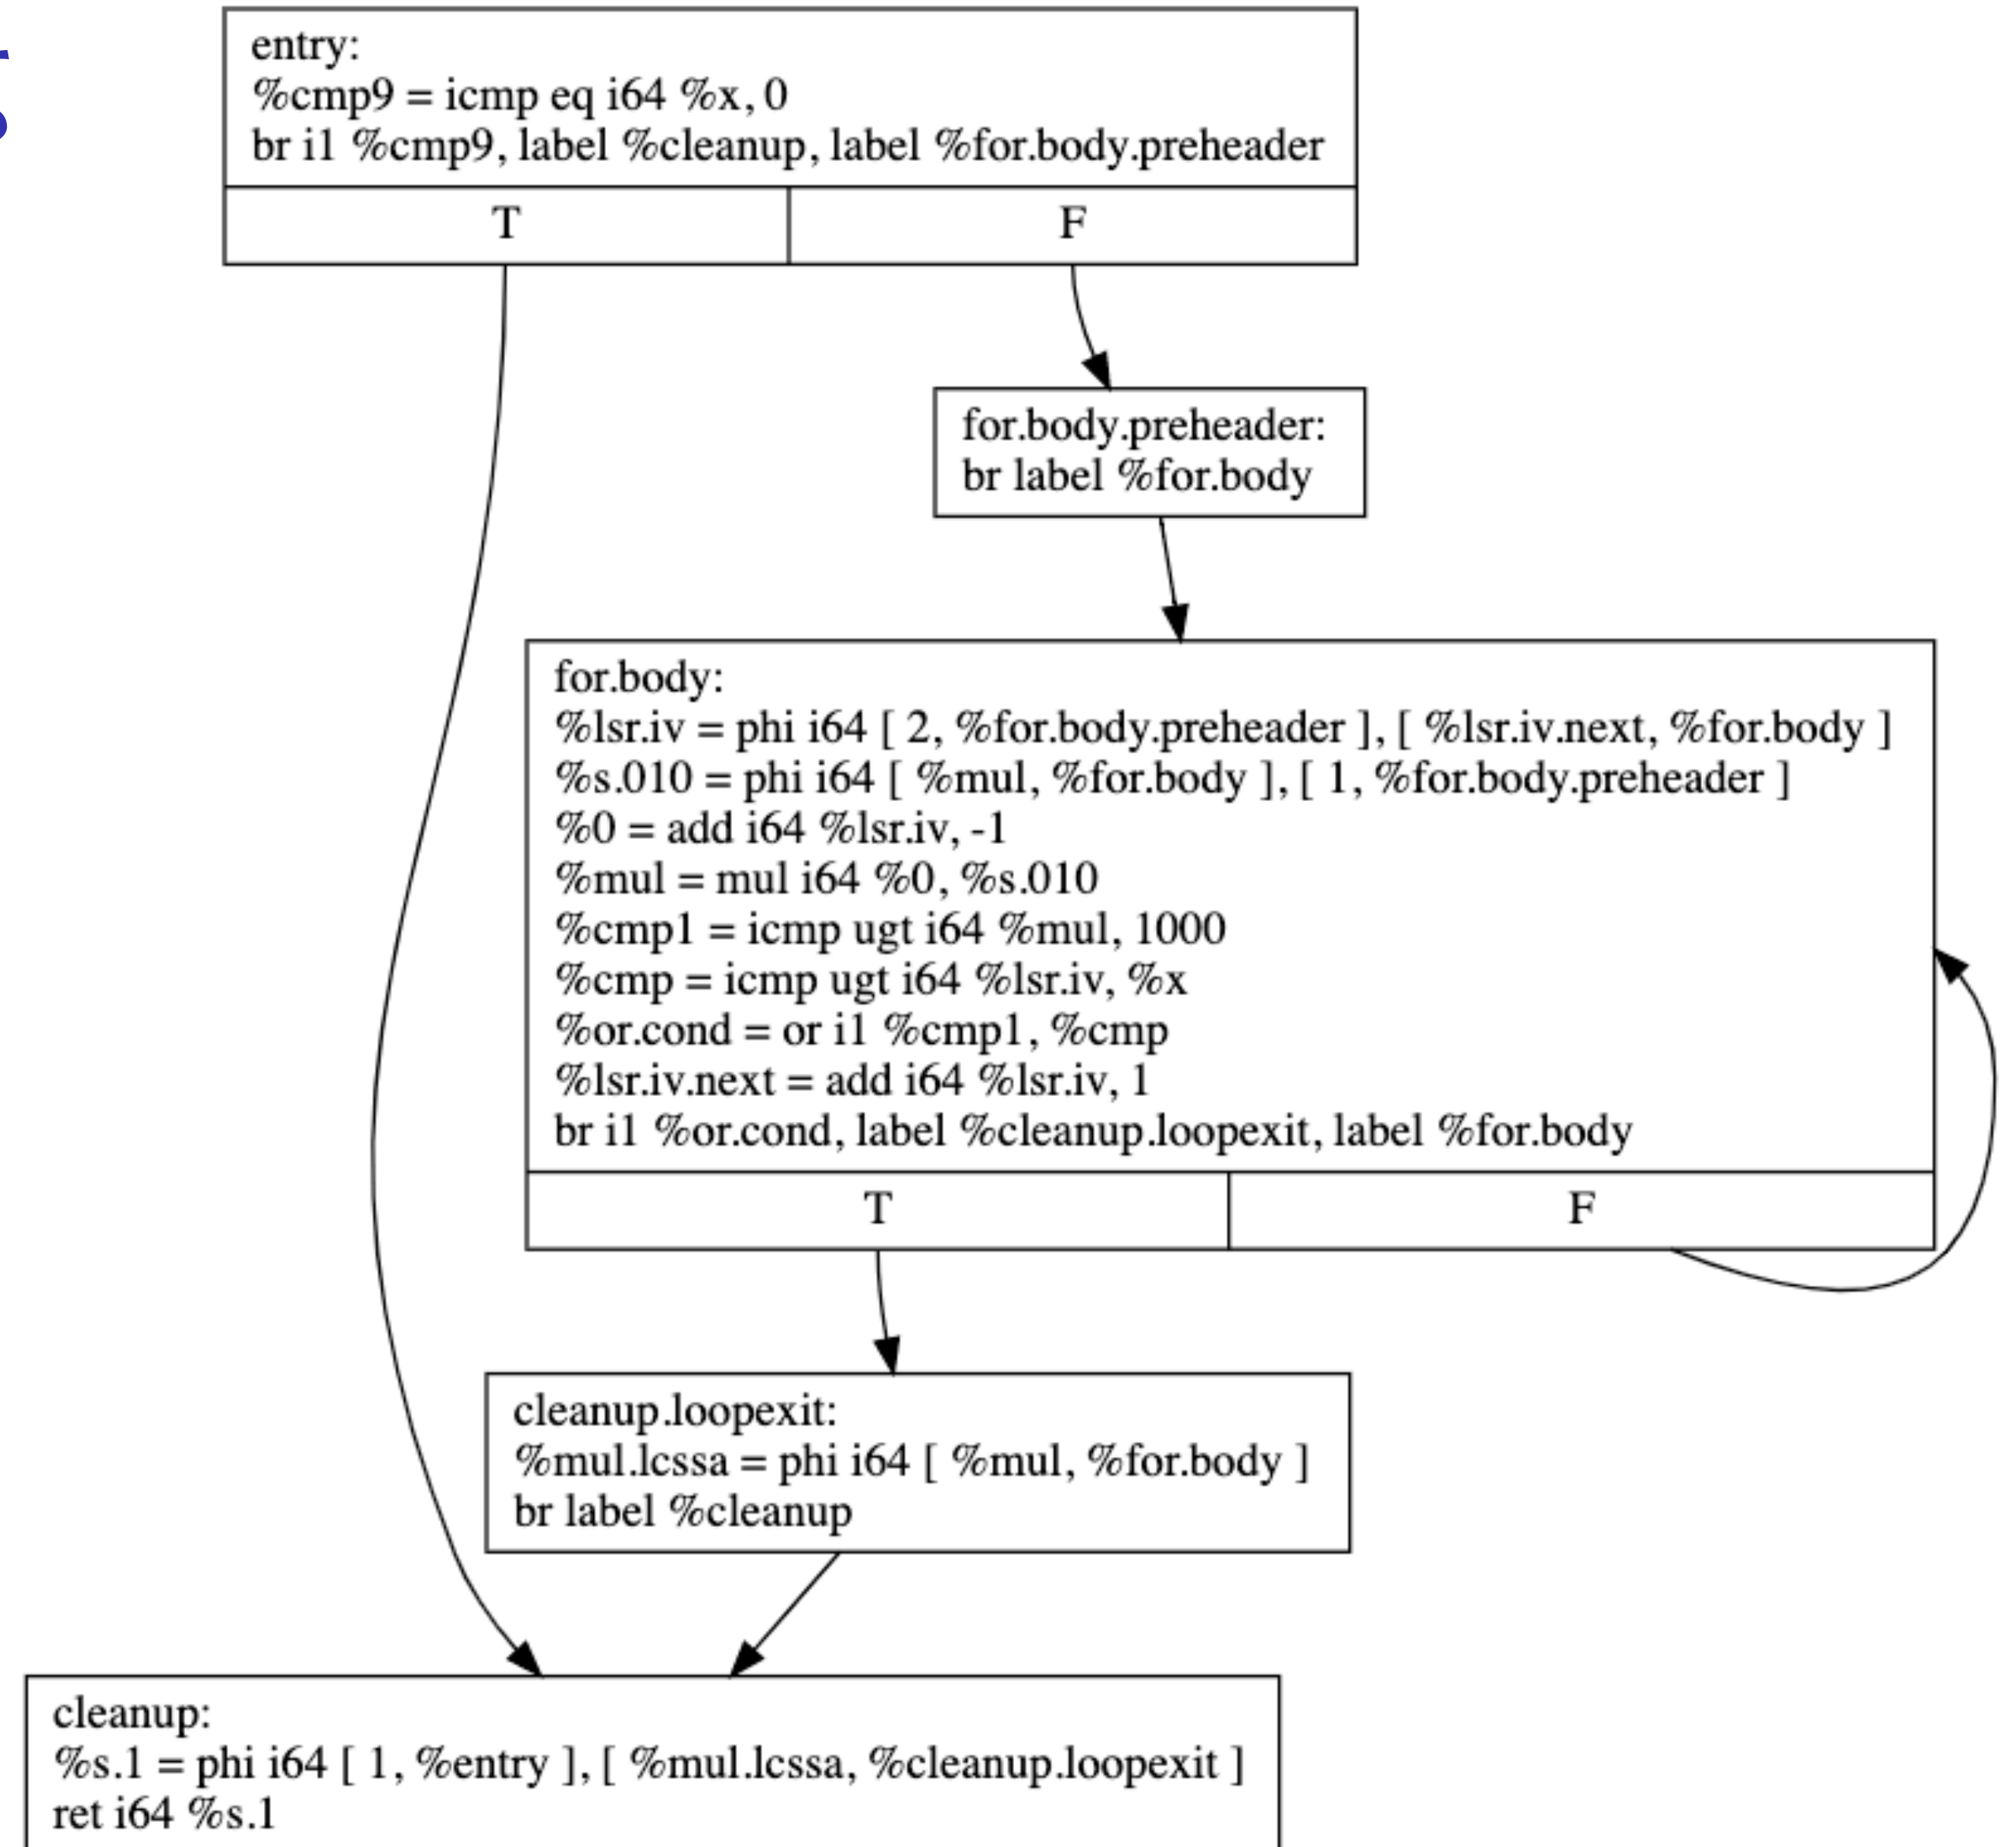 entry:
%cmp9 = icmp eq i64 %x, 0
br i1 %cmp9, label %cleanup, label %for.body.preheader
T F
for.body.preheader:
br label %for.body
for.body:
%lsr.iv = phi i64 [ 2, %for.body.preheader ], [ %lsr.iv.next, %for.body ]
%s.010 = phi i64 [ %mul, %for.body ], [ 1, %for.body.preheader ]
%0 = add i64 %lsr.iv, -1
%mul = mul i64 %0, %s.010
%cmp1 = icmp ugt i64 %mul, 1000
%cmp = icmp ugt i64 %lsr.iv, %x
%or.cond = or i1 %cmp1, %cmp
%lsr.iv.next = add i64 %lsr.iv, 1
br i1 %or.cond, label %cleanup.loopexit, label %for.body
T F
cleanup.loopexit:
%mul.lcssa = phi i64 [ %mul, %for.body ]
br label %cleanup
cleanup:
%s.1 = phi i64 [ 1, %entry ], [ %mul.lcssa, %cleanup.loopexit ]
ret i64 %s.1